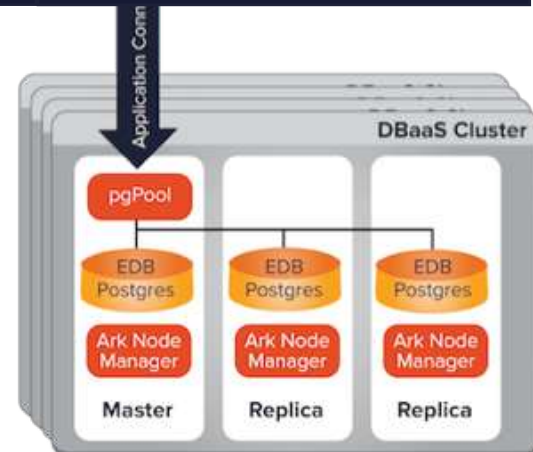 Application Conn
DBaaS Cluster
pgPool
EDB
Postgres
EDB
Postgres
EDB
Postgres
Ark Node
Manager
Ark Node
Manager
Ark Node
Manager
Master
Replica
Replica